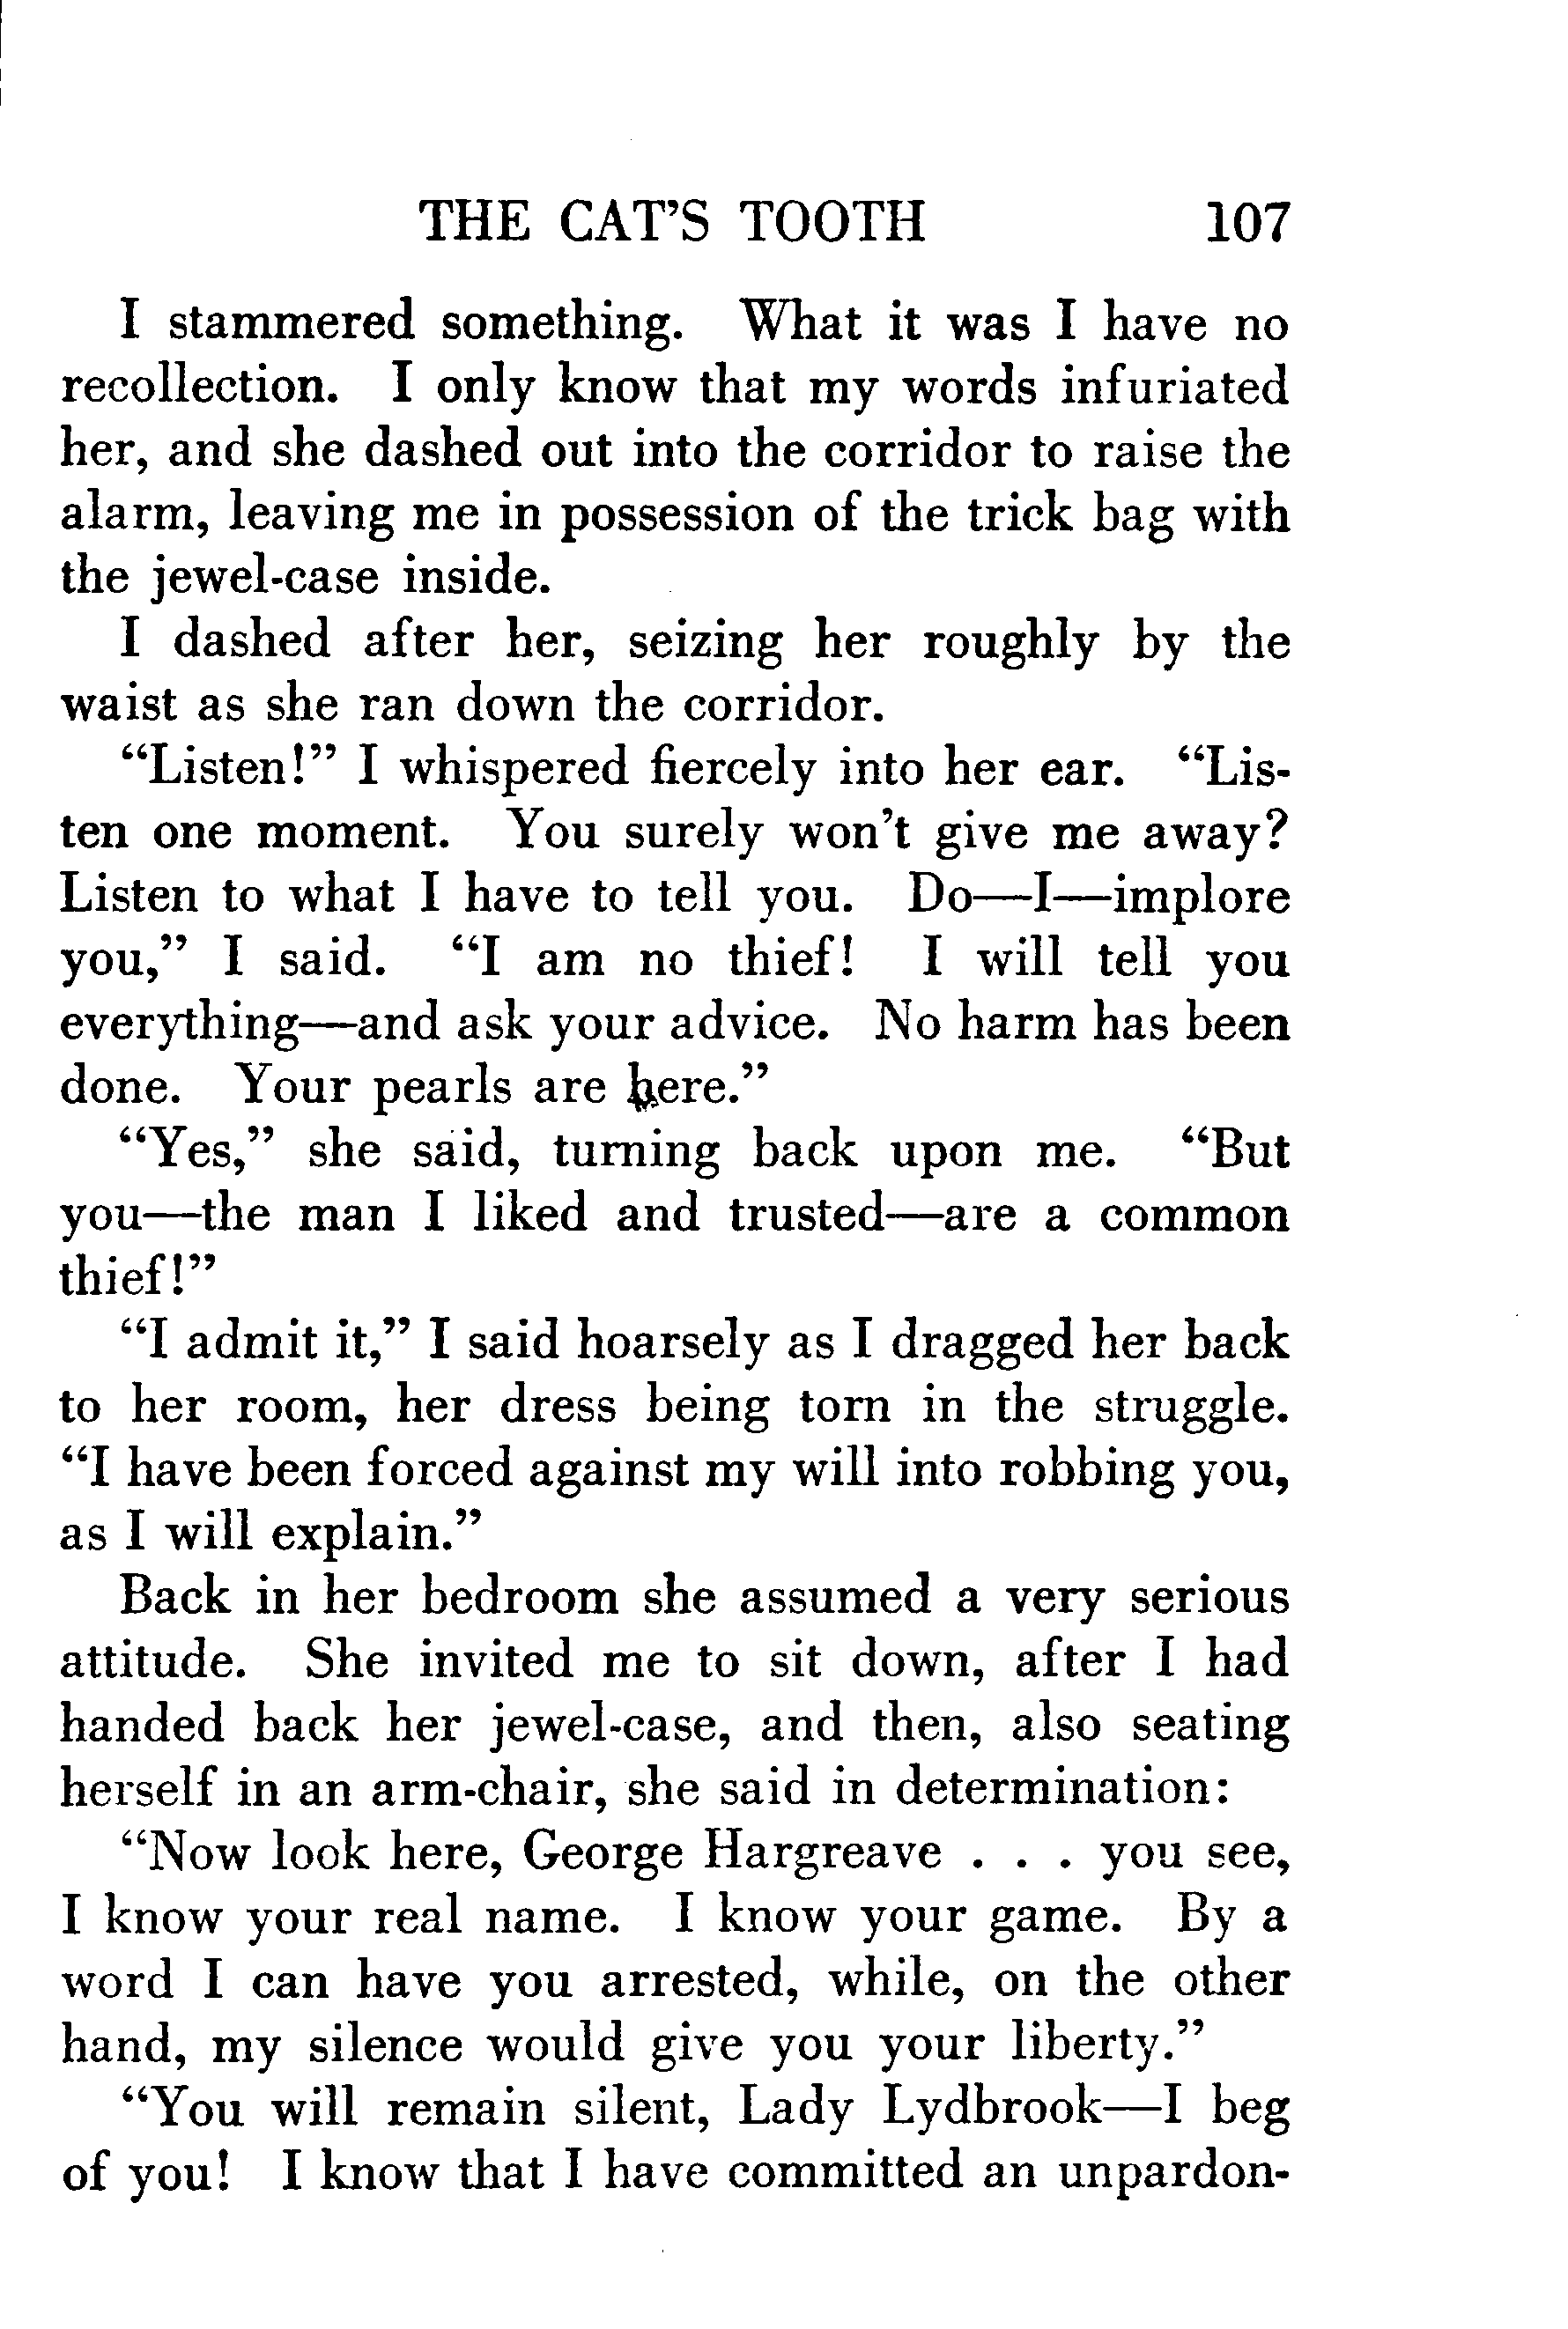 THE CAT'S TOOTH 107
I stammered something. What it was I have no
recollection. I only know that my words infuriated
her, and she dashed out into the corridor to raise the
alarm, leaving me in possession of the trick bag with
the jewel-case inside.
I dashed after her, seizing her roughly by the
waist as she ran down the corridor.
“Listen!” I whispered fiercely into her ear. “Lis-
ten one moment. You surely won't give me away?
Listen to what I have to tell you. Do—I—implore
you,” I said. “I am no thief! I will tell you
everything—and ask your advice. No harm has been
done. Your pearls are here.”
“Yes,” she said, turning back upon me. “But
you—the man I liked and trusted—are a common
thief!”
“I admit it,” I said hoarsely as I dragged her back
to her room, her dress being torn in the struggle.
“I have been forced against my will into robbing you,
as I will explain.”
Back in her bedroom she assumed a very serious
attitude. She invited me to sit down, after I had
handed back her jewel-case, and then, also seating
herself in an arm-chair, she said in determination:
“Now look here, George Hargreave . . . you see,
I know your real name. I know your game. By a
word I can have you arrested, while, on the other
hand, my silence would give you your liberty.”
“You will remain silent, Lady Lydbrook—I beg
of you! I know that I have committed an unpardon-